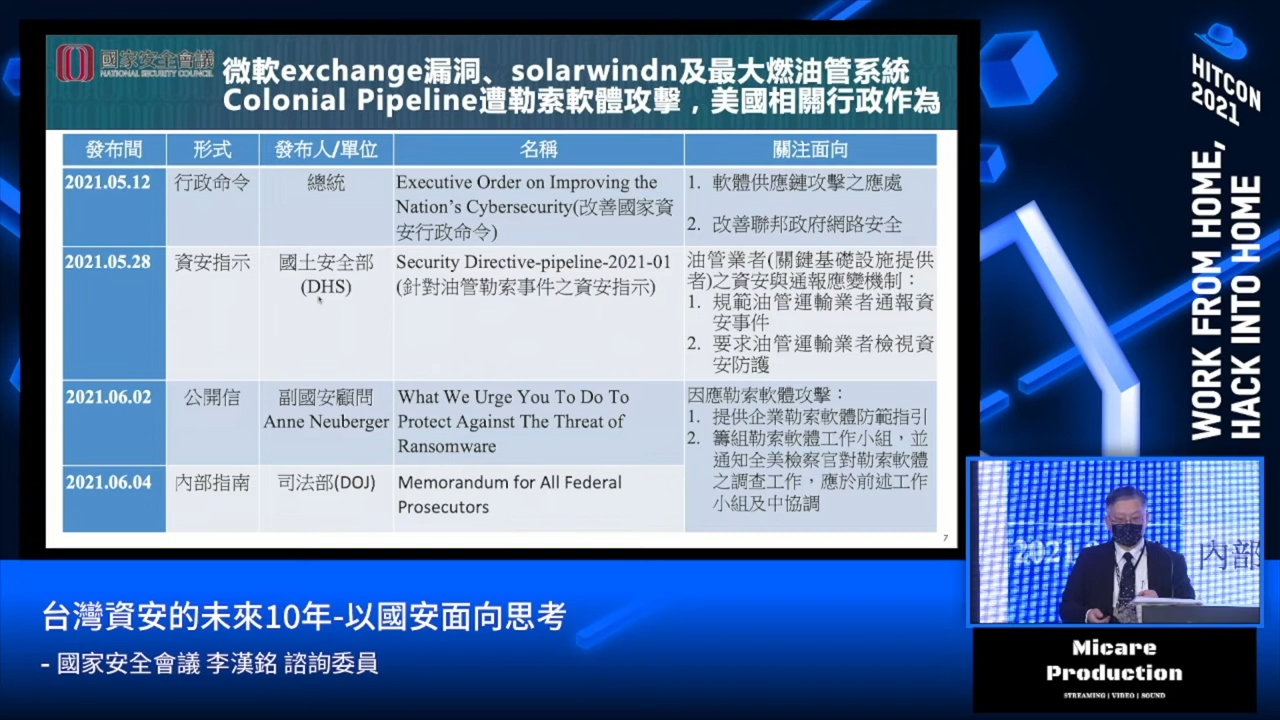 國家安全會議
NATIONAL SECURITY COUNCIL
微軟exchange漏洞、solarwindn及最大燃油管系統
Colonial Pipeline遭勒索軟體攻擊，美國相關行政作為
發布間
形式
發布人/單位
名稱
關注面向
2021.05.12
行政命令
總統
Executive Order on Improving the
Nation's Cybersecurity(改善國家資
安行政命令)
1. 軟體供應鏈攻擊之應處
2. 改善聯邦政府網路安全
2021.05.28
資安指示
國土安全部
(DHS)
Security Directive-pipeline-2021-01
(針對油管勒索事件之資安指示)
油管業者(關鍵基礎設施提供
者)之資安與通報應變機制：
1. 規範油管運輸業者通報資
安事件
2. 要求油管運輸業者檢視資
安防護
2021.06.02
公開信
副國安顧問
Anne Neuberger
What We Urge You To Do To
Protect Against The Threat of
Ransomware
因應勒索軟體攻擊：
1. 提供企業勒索軟體防範指引
2. 籌組勒索軟體工作小組，並
通知全美檢察官對勒索軟體
之調查工作，應於前述工作
小組及中協調
2021.06.04
內部指南
司法部(DOJ)
Memorandum for All Federal
Prosecutors
7
HITCON
2021
WORK FROM HOME,
HACK INTO HOME
2021
內部
台灣資安的未來10年-以國安面向思考
- 國家安全會議 李漢銘 諮詢委員
Micare
Production
STREAMING | VIDEO | SOUND